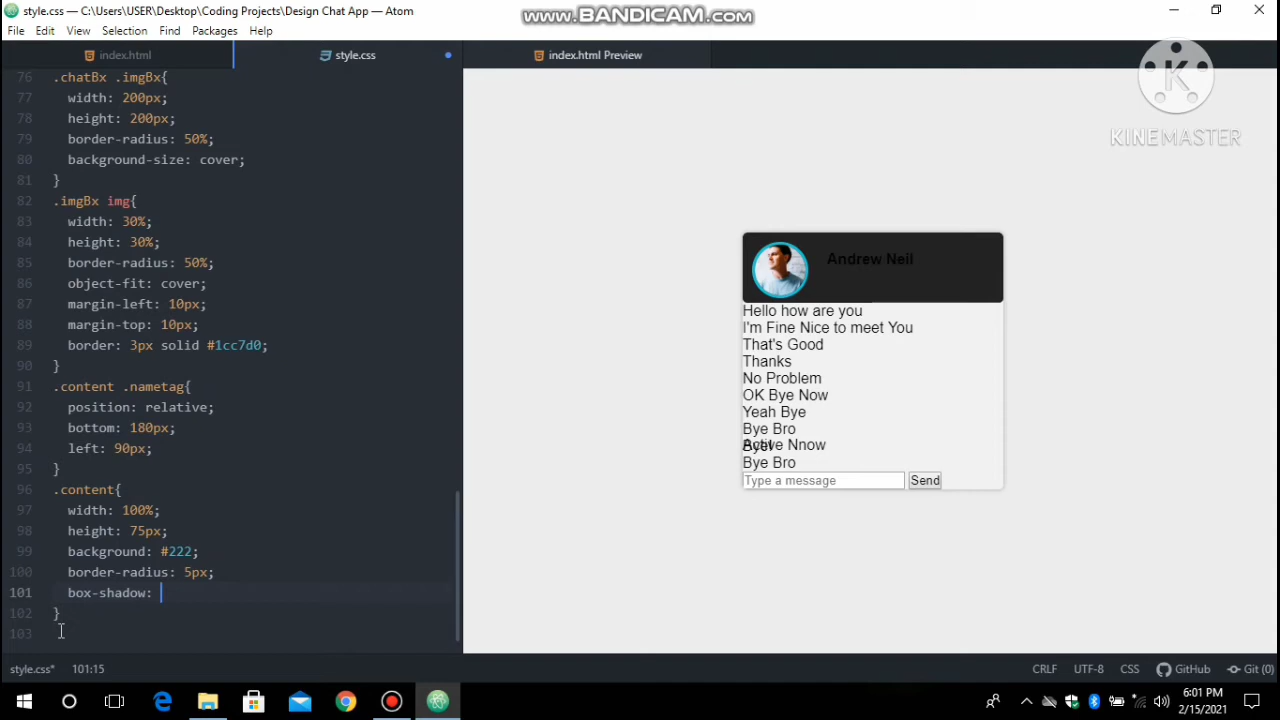 style.css — C:\Users\USER\Desktop\Coding Projects\Design Chat App — Atom
www.BANDICAM.com
File Edit View Selection Find Packages Help
index.html
style.css
index.html Preview
76 .chatBx .imgBx{
77 width: 200px;
78 height: 200px;
79 border-radius: 50%;
80 background-size: cover;
81 }
82 .imgBx img{
83 width: 30%;
84 height: 30%;
85 border-radius: 50%;
86 object-fit: cover;
87 margin-left: 10px;
88 margin-top: 10px;
89 border: 3px solid #1cc7d0;
90 }
91 .content .nametag{
92 position: relative;
93 bottom: 180px;
94 left: 90px;
95 }
96 .content{
97 width: 100%;
98 height: 75px;
99 background: #222;
100 border-radius: 5px;
101 box-shadow:
102 }
103
K
KINEMASTER
Andrew Neil
Hello how are you
I'm Fine Nice to meet You
That's Good
Thanks
No Problem
OK Bye Now
Yeah Bye
Bye Bro
Active Nnow
Bye Bro
Type a message Send
style.css* 101:15
CRLF UTF-8 CSS GitHub Git (0)
6:01 PM
2/15/2021